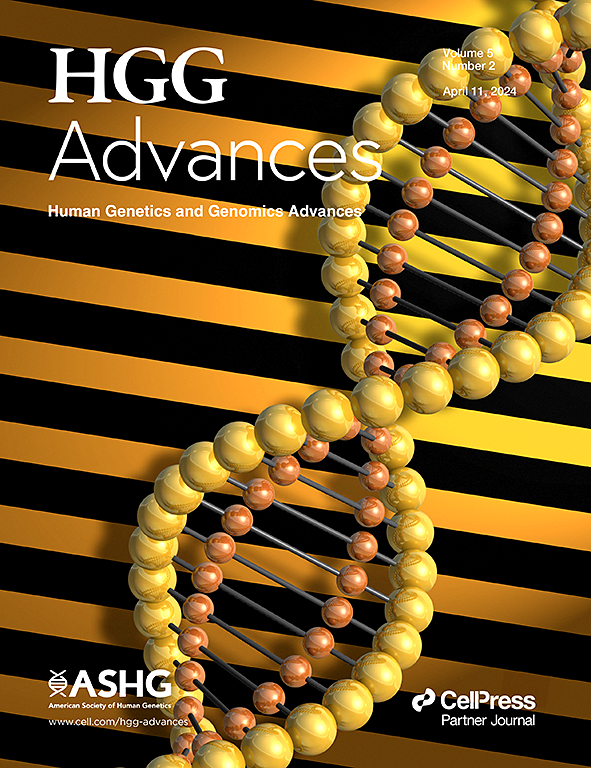 HGG
Advances
Human Genetics and Genomics Advances
Volume 5
Number 2
April 11, 2024
ASHG
American Society of Human Genetics
www.cell.com/hgg-advances
CellPress
Partner Journal